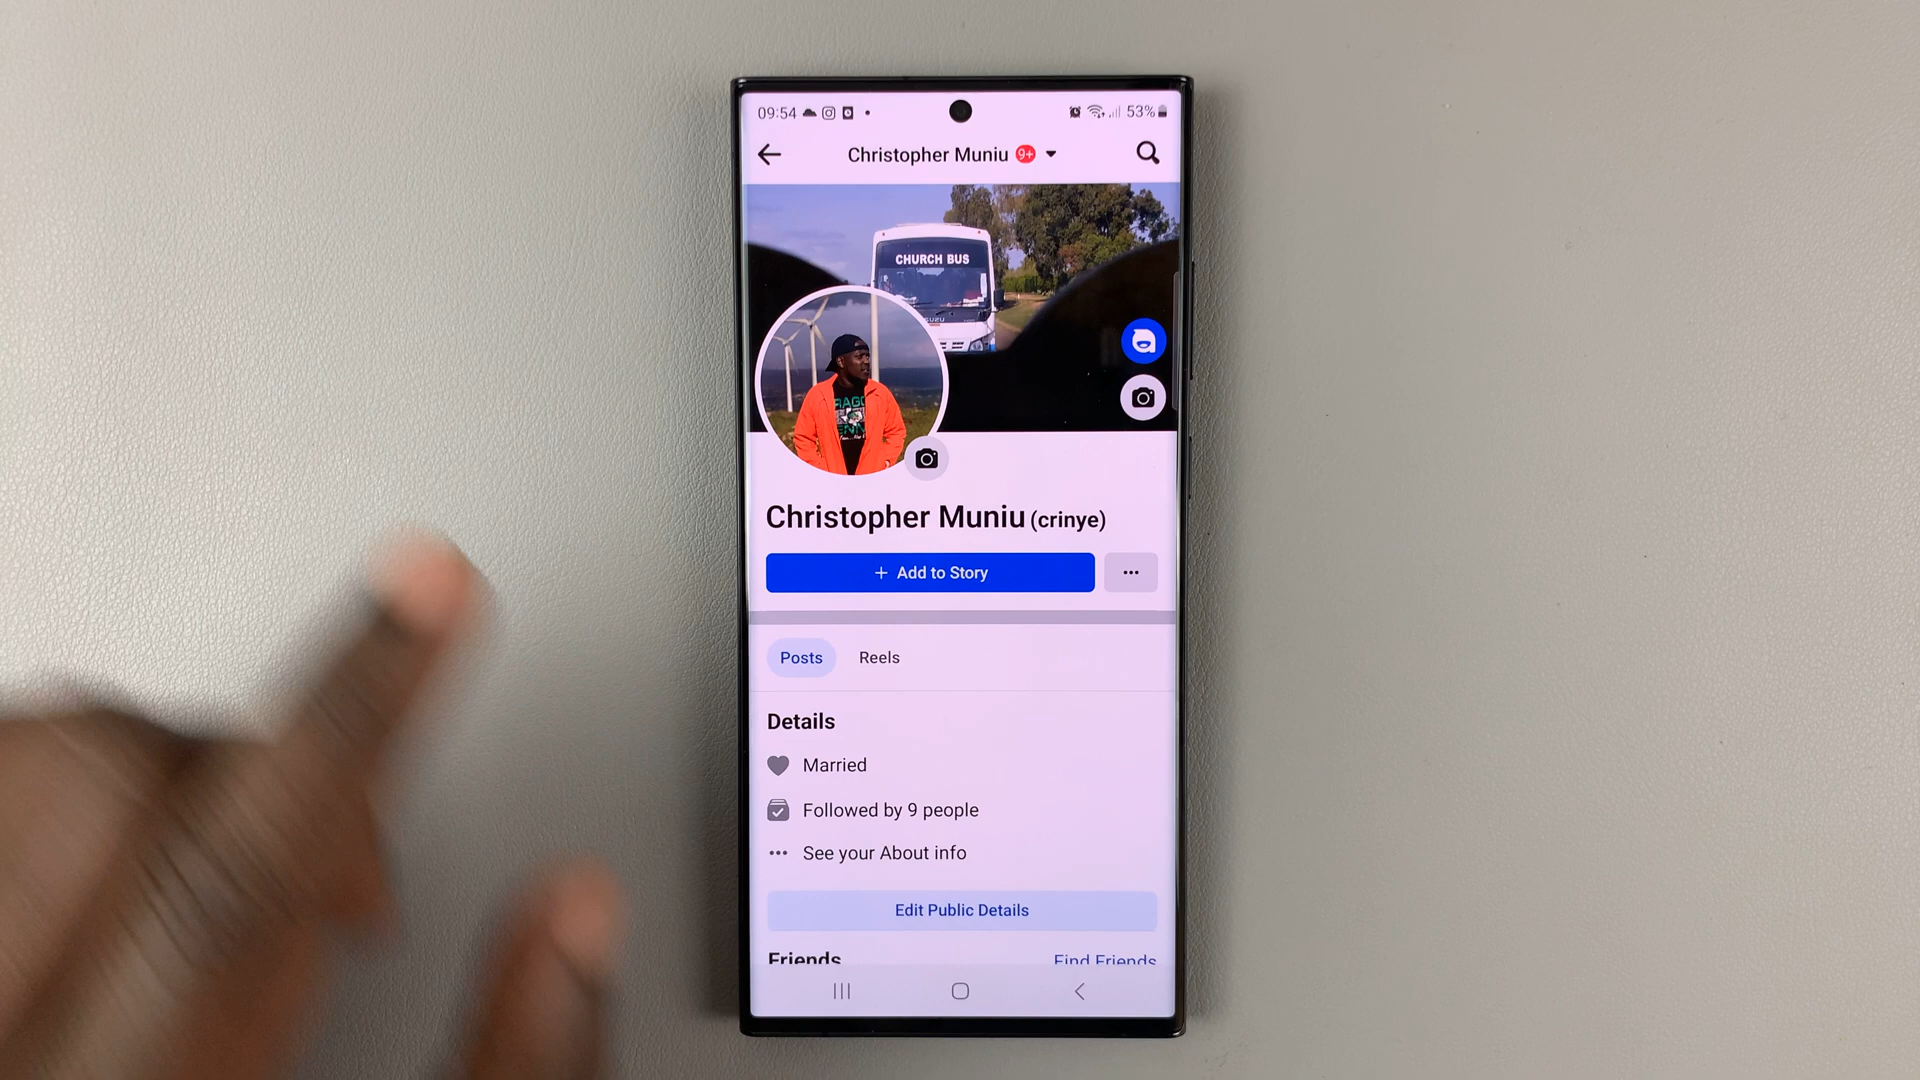 09:54
53%
Christopher Muniu 9+
CHURCH BUS
Christopher Muniu (crinye)
+ Add to Story
Posts Reels
Details
Married
Followed by 9 people
See your About info
Edit Public Details
Friends Find Friends